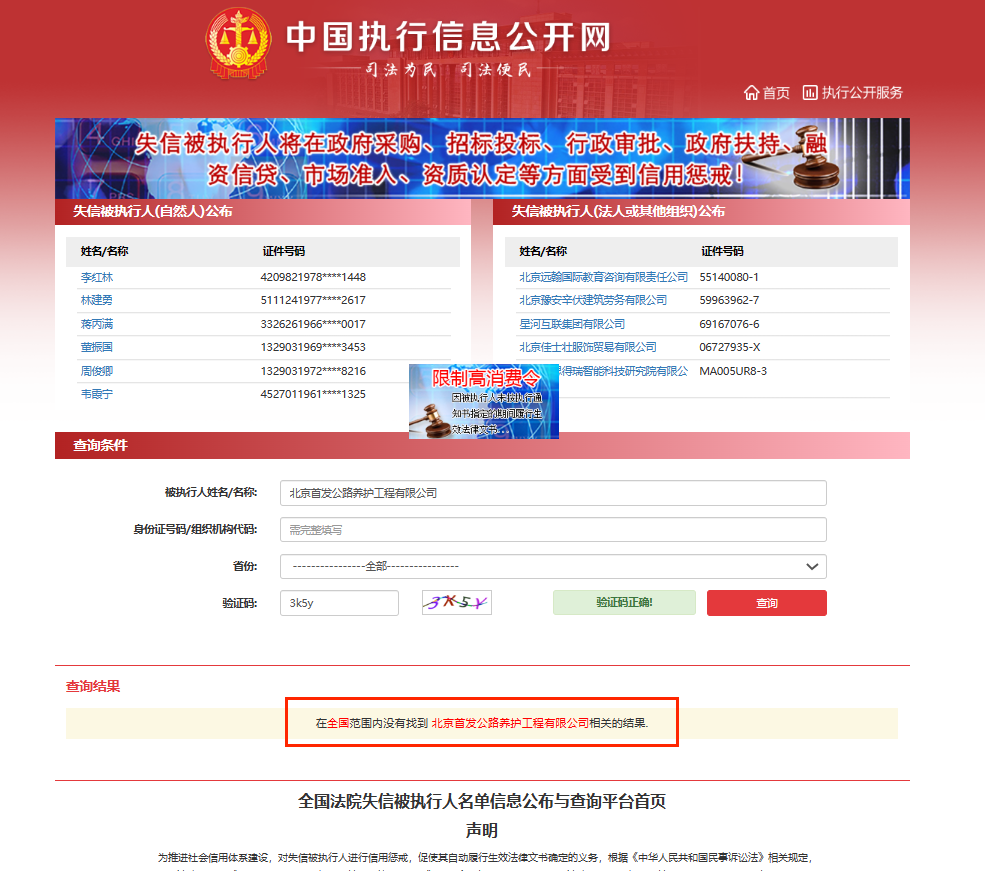 中国执行信息公开网
司法为民 司法便民
首页 执行公开服务
失信被执行人将在政府采购、招标投标、行政审批、政府扶持、融
资信贷、市场准入、资质认定等方面受到信用惩戒！
失信被执行人(自然人)公布
姓名/名称 证件号码
李红林 4209821978****1448
林建勇 5111241977****2617
蒋丙满 3326261966****0017
董振国 1329031969****3453
周俊卿 1329031972****8216
韦霞宁 4527011961****1325
失信被执行人(法人或其他组织)公布
姓名/名称 证件号码
北京远翰国际教育咨询有限责任公司 55140080-1
北京豫安辛伏建筑劳务有限公司 59963962-7
星河互联集团有限公司 69167076-6
北京佳士社服饰贸易有限公司 06727935-X
得瑞智能科技研究院有限公 MA005UR8-3
限制高消费令
因被执行人未按执行通
知书指定的期间履行生
效法律文书...
查询条件
被执行人姓名/名称: 北京首发公路养护工程有限公司
身份证号码/组织机构代码: 需完整填写
省份: ----------------全部----------------
验证码: 3k5y 3K5Y 验证码正确! 查询
查询结果
在全国范围内没有找到 北京首发公路养护工程有限公司相关的结果.
全国法院失信被执行人名单信息公布与查询平台首页
声明
为推进社会信用体系建设，对失信被执行人进行信用惩戒，促使其自动履行生效法律文书确定的义务，根据《中华人民共和国民事诉讼法》相关规定，